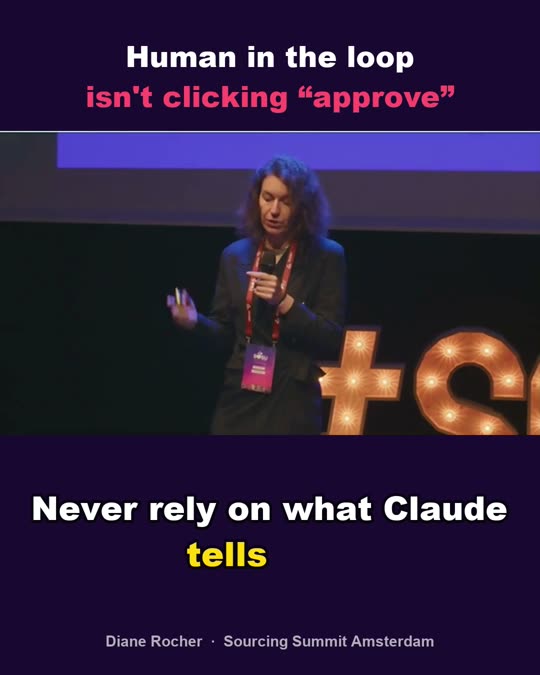 Human in the loop
isn't clicking “approve”
Never rely on what Claude
tells
Diane Rocher · Sourcing Summit Amsterdam